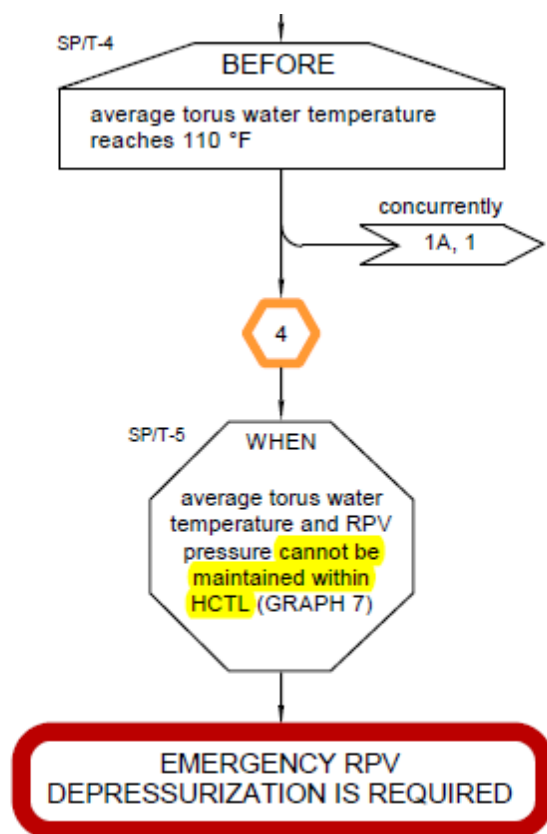 SP/T-4
BEFORE
average torus water temperature
reaches 110 °F
concurrently
1A, 1
4
SP/T-5
WHEN
average torus water
temperature and RPV
pressure cannot be
maintained within
HCTL (GRAPH 7)
EMERGENCY RPV
DEPRESSURIZATION IS REQUIRED